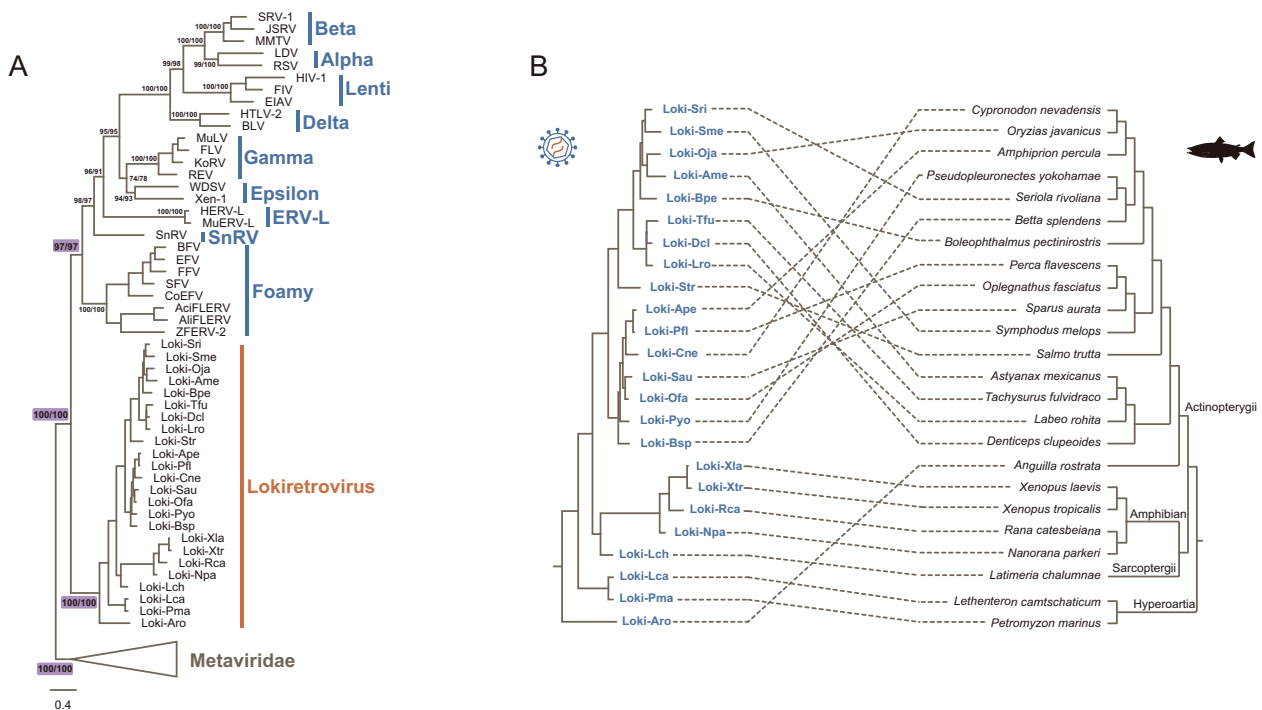 A
SRV-1
JSRV
MMTV
Beta
LDV
RSV
Alpha
HIV-1
FIV
EIAV
Lenti
HTLV-2
BLV
Delta
MuLV
FLV
KoRV
REV
Gamma
WDSV
Xen-1
Epsilon
HERV-L
MuERV-L
ERV-L
SnRV
SnRV
BFV
EFV
FFV
SFV
CoEFV
AciFLERV
AliFLERV
ZFERV-2
Foamy
Loki-Sri
Loki-Sme
Loki-Oja
Loki-Ame
Loki-Bpe
Loki-Tfu
Loki-Dcl
Loki-Lro
Loki-Str
Loki-Ape
Loki-Pfl
Loki-Cne
Loki-Sau
Loki-Ofa
Loki-Pyo
Loki-Bsp
Loki-Xla
Loki-Xtr
Loki-Rca
Loki-Npa
Loki-Lch
Loki-Lca
Loki-Pma
Loki-Aro
Lokiretrovirus
Metaviridae
100/100
100/100
99/98
99/100
100/100
100/100
100/100
95/95
100/100
74/78
94/93
96/91
100/100
98/97
97/97
100/100
100/100
100/100
100/100
0.4
B
Loki-Sri
Loki-Sme
Loki-Oja
Loki-Ame
Loki-Bpe
Loki-Tfu
Loki-Dcl
Loki-Lro
Loki-Str
Loki-Ape
Loki-Pfl
Loki-Cne
Loki-Sau
Loki-Ofa
Loki-Pyo
Loki-Bsp
Loki-Xla
Loki-Xtr
Loki-Rca
Loki-Npa
Loki-Lch
Loki-Lca
Loki-Pma
Loki-Aro
Cypronodon nevadensis
Oryzias javanicus
Amphiprion percula
Pseudopleuronectes yokohamae
Seriola rivoliana
Betta splendens
Boleophthalmus pectinirostris
Perca flavescens
Oplegnathus fasciatus
Sparus aurata
Symphodus melops
Salmo trutta
Astyanax mexicanus
Tachysurus fulvidraco
Labeo rohita
Denticeps clupeoides
Anguilla rostrata
Xenopus laevis
Xenopus tropicalis
Rana catesbeiana
Nanorana parkeri
Latimeria chalumnae
Lethenteron camtschaticum
Petromyzon marinus
Actinopterygii
Amphibian
Sarcoptergii
Hyperoartia